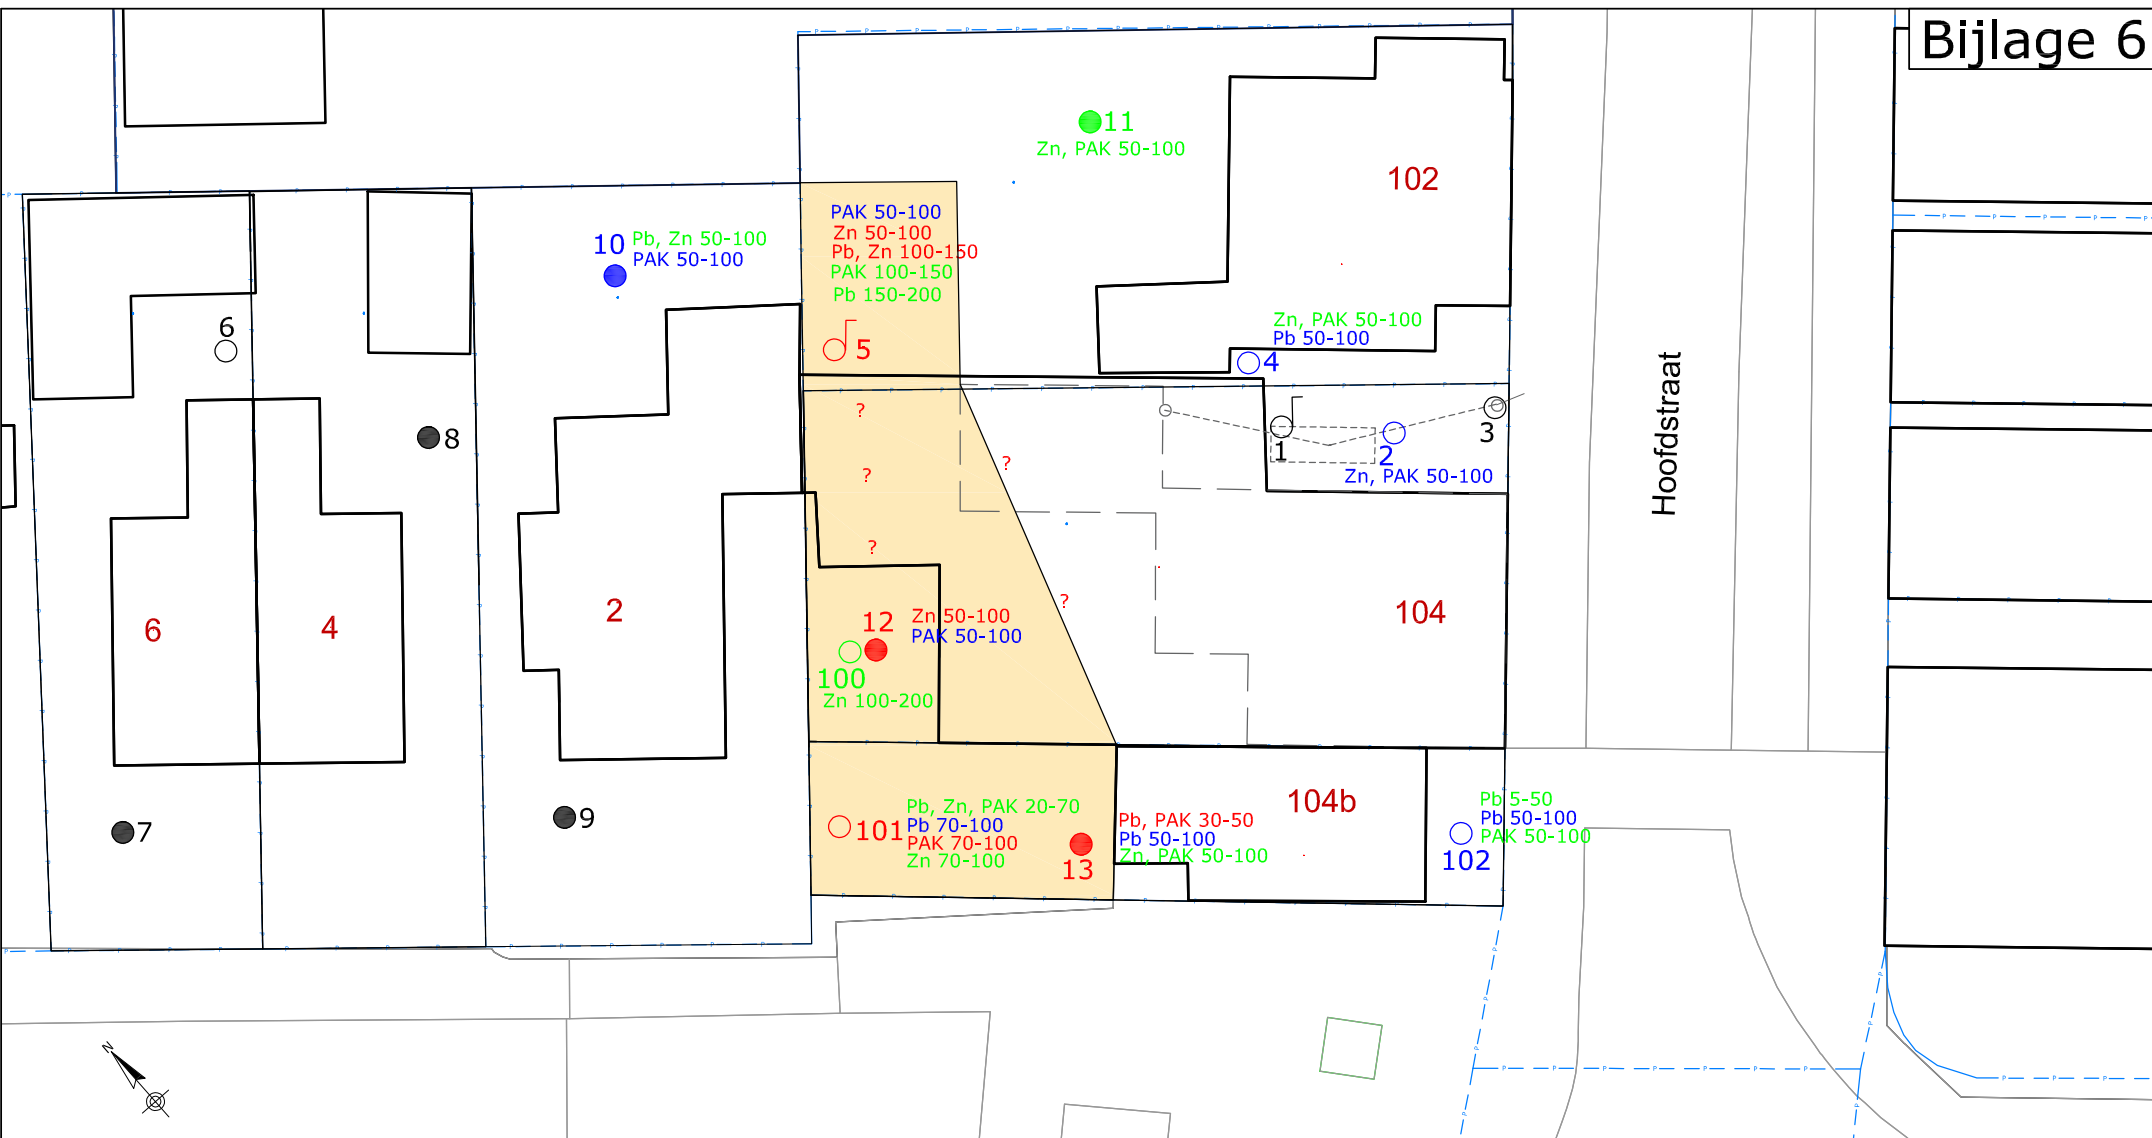 Bijlage 6
11
Zn, PAK 50-100
102
PAK 50-100
Zn 50-100
Pb, Zn 100-150
PAK 100-150
Pb 150-200
5
10
Pb, Zn 50-100
PAK 50-100
6
8
Zn, PAK 50-100
Pb 50-100
4
?
?
?
?
?
1
2
3
Zn, PAK 50-100
Hoofdstraat
6
4
2
12
Zn 50-100
PAK 50-100
100
Zn 100-200
104
7
9
101
Pb, Zn, PAK 20-70
Pb 70-100
PAK 70-100
Zn 70-100
13
Pb, PAK 30-50
Pb 50-100
Zn, PAK 50-100
104b
102
Pb 5-50
Pb 50-100
PAK 50-100
N